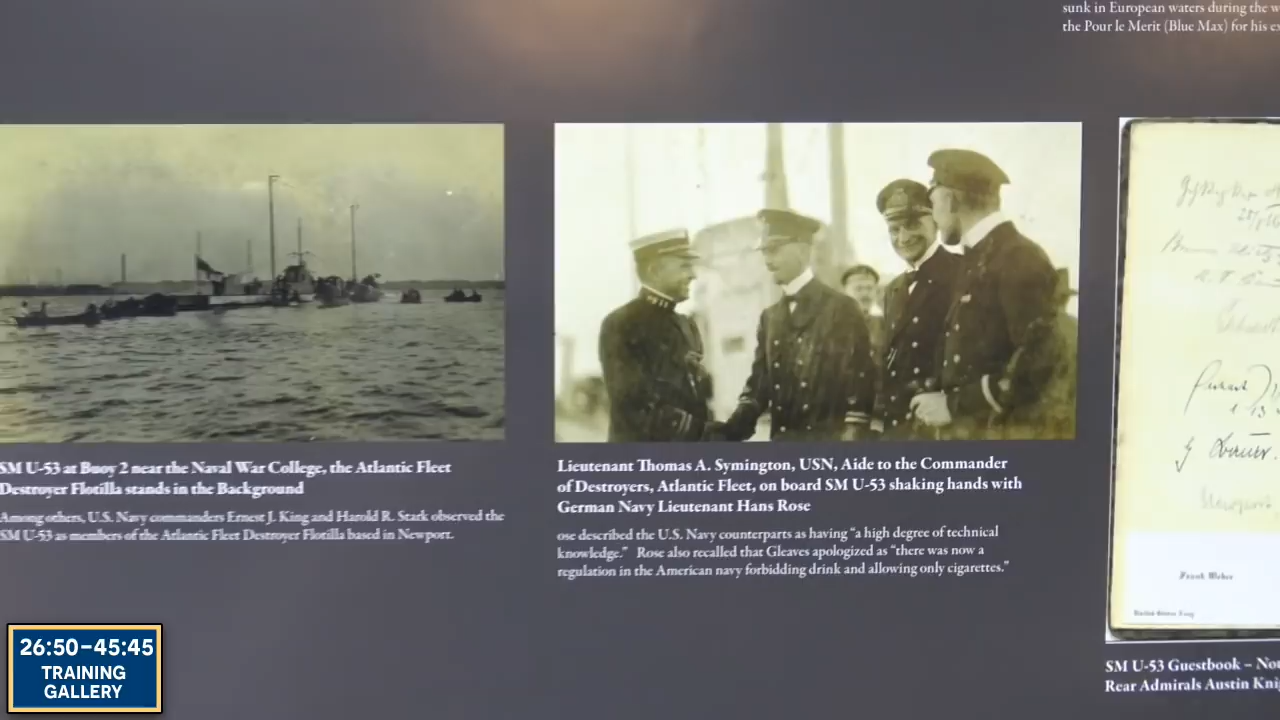 sunk in European waters during the w
the Pour le Merit (Blue Max) for his ex
SM U-53 at Buoy 2 near the Naval War College, the Atlantic Fleet
Destroyer Flotilla stands in the Background
Among others, U.S. Navy commanders Ernest J. King and Harold R. Stark observed the
SM U-53 as members of the Atlantic Fleet Destroyer Flotilla based in Newport.
Lieutenant Thomas A. Symington, USN, Aide to the Commander
of Destroyers, Atlantic Fleet, on board SM U-53 shaking hands with
German Navy Lieutenant Hans Rose
ose described the U.S. Navy counterparts as having “a high degree of technical
knowledge.” Rose also recalled that Gleaves apologized as “there was now a
regulation in the American navy forbidding drink and allowing only cigarettes.”
SM U-53 Guestbook – No
Rear Admirals Austin Kni
26:50–45:45
TRAINING
GALLERY